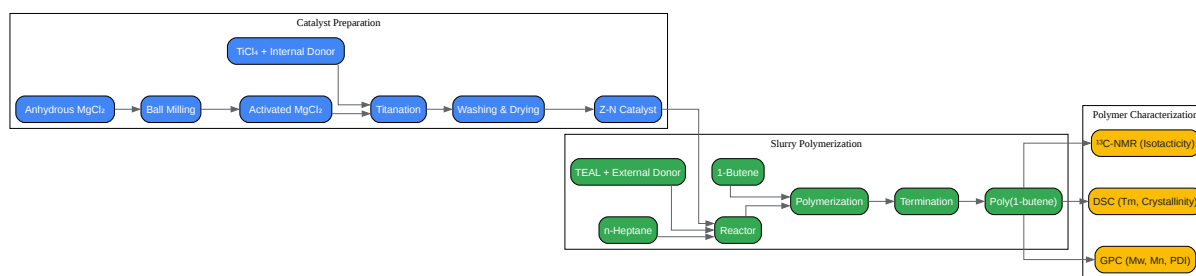 Catalyst Preparation
TiCl₄ + Internal Donor
Anhydrous MgCl₂
Ball Milling
Activated MgCl₂
Titanation
Washing & Drying
Z-N Catalyst
Slurry Polymerization
TEAL + External Donor
1-Butene
n-Heptane
Reactor
Polymerization
Termination
Poly(1-butene)
Polymer Characterization
¹³C-NMR (Isotacticity)
DSC (Tm, Crystallinity)
GPC (Mw, Mn, PDI)